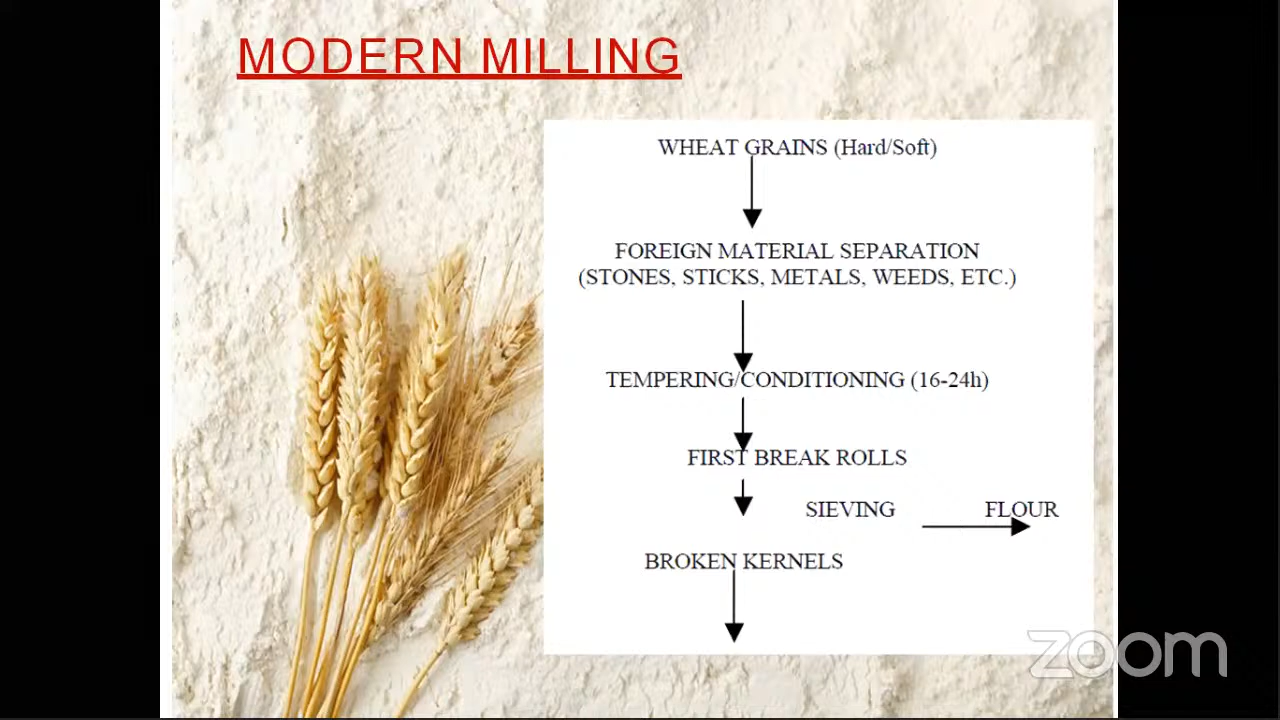 MODERN MILLING
WHEAT GRAINS (Hard/Soft)
FOREIGN MATERIAL SEPARATION
(STONES, STICKS, METALS, WEEDS, ETC.)
TEMPERING/CONDITIONING (16-24h)
FIRST BREAK ROLLS
SIEVING FLOUR
BROKEN KERNELS
zoom